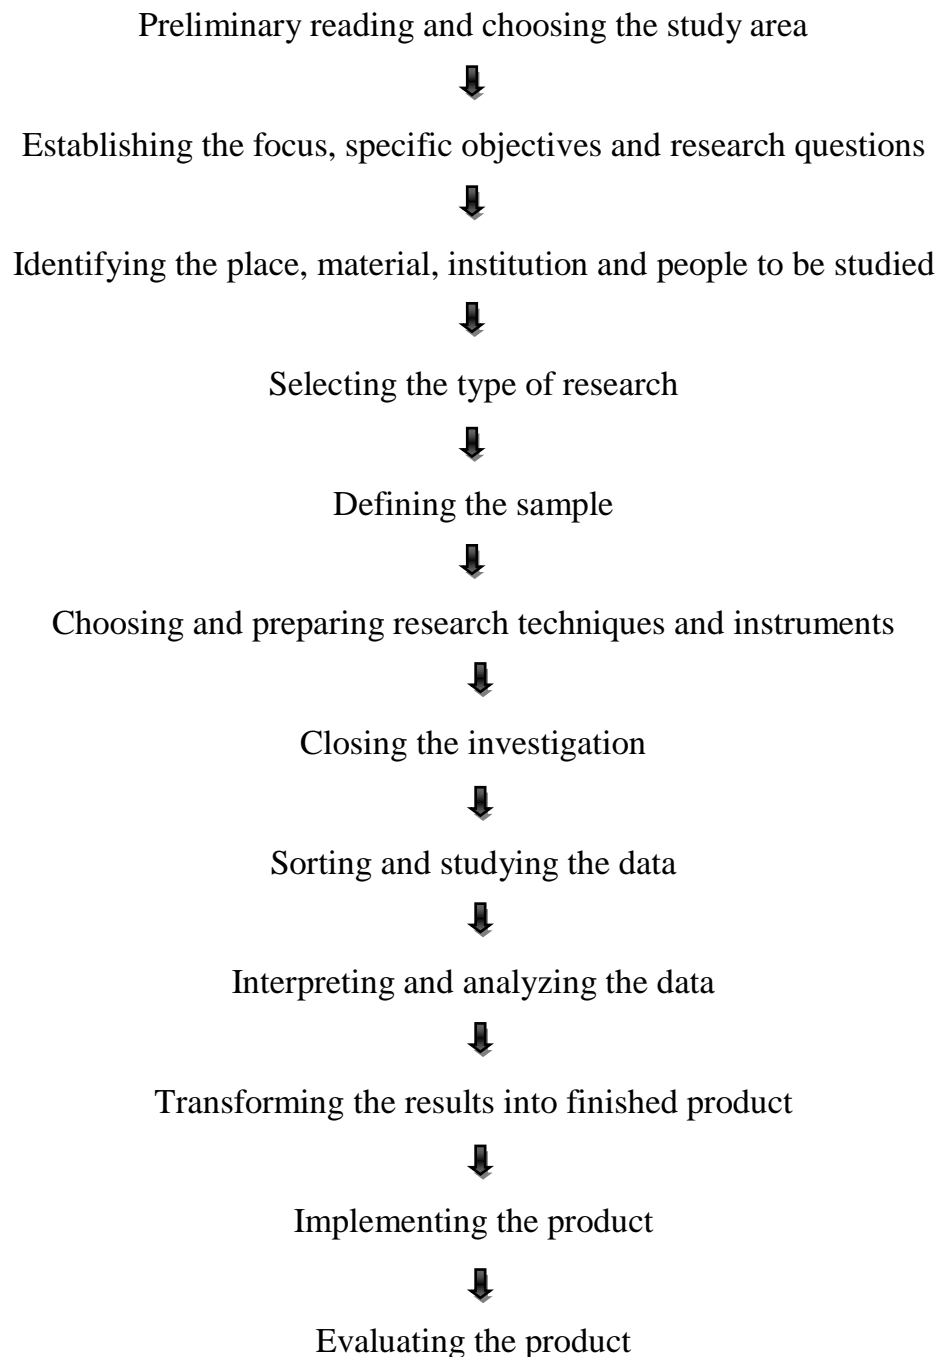 Preliminary reading and choosing the study area
Establishing the focus, specific objectives and research questions
Identifying the place, material, institution and people to be studied
Selecting the type of research
Defining the sample
Choosing and preparing research techniques and instruments
Closing the investigation
Sorting and studying the data
Interpreting and analyzing the data
Transforming the results into finished product
Implementing the product
Evaluating the product